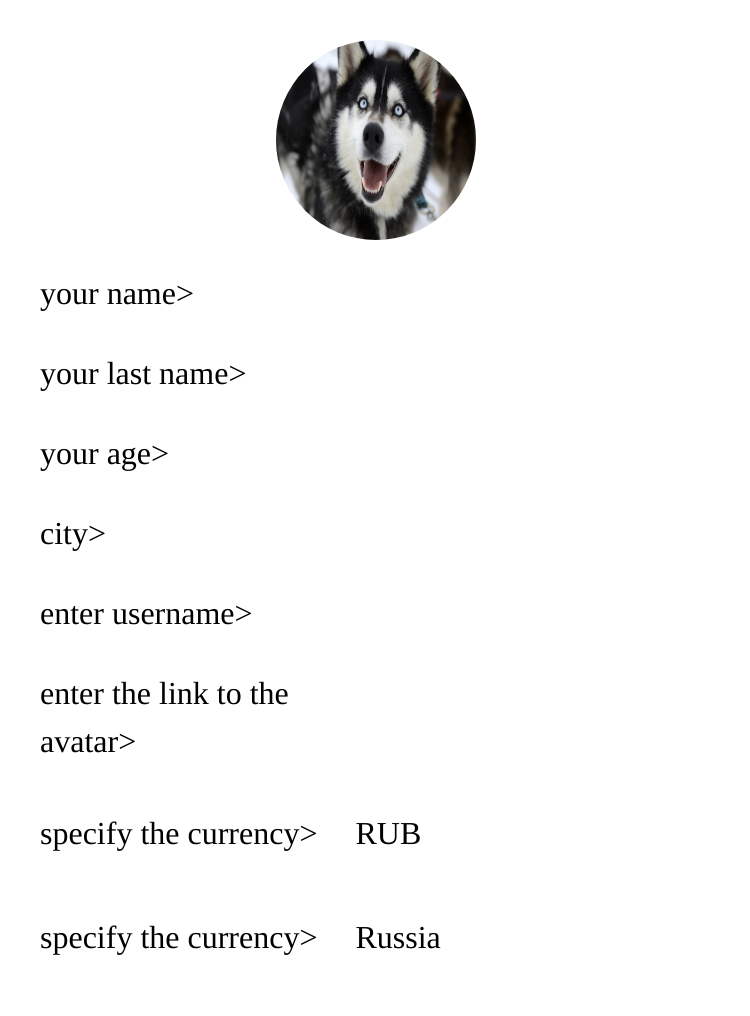 your name>
your last name>
your age>
city>
enter username>
enter the link to the
avatar>
specify the currency> RUB
specify the currency> Russia